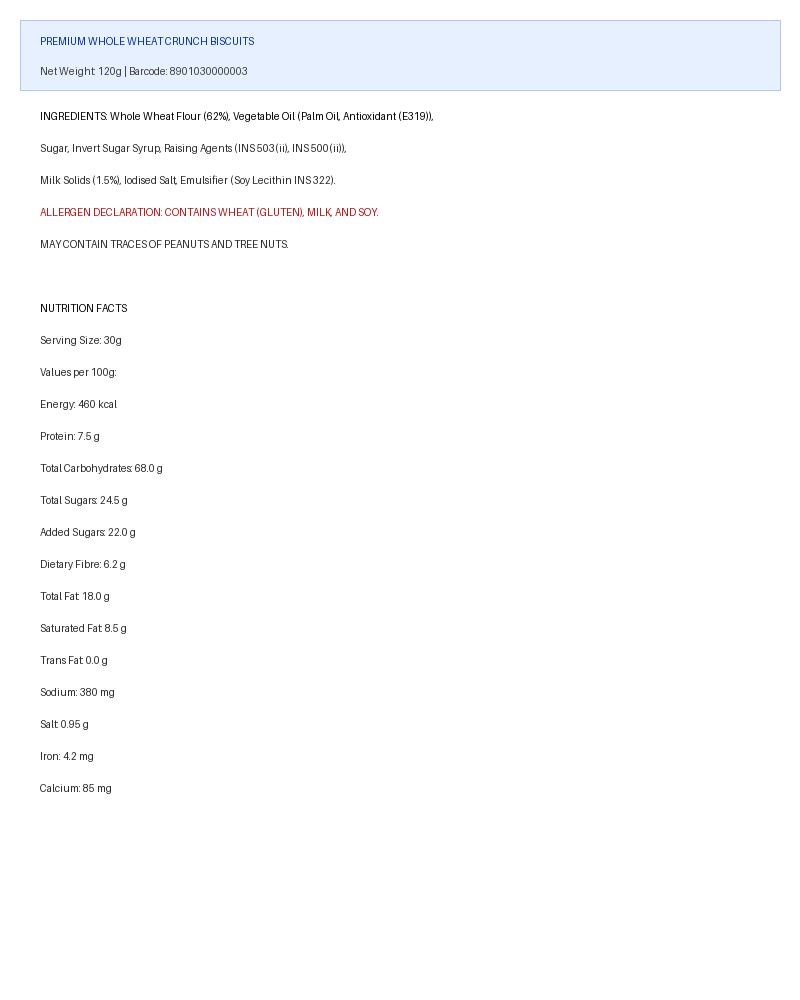 PREMIUM WHOLE WHEAT CRUNCH BISCUITS
Net Weight: 120g | Barcode: 8901030000003
INGREDIENTS: Whole Wheat Flour (62%), Vegetable Oil (Palm Oil, Antioxidant (E319)),
Sugar, Invert Sugar Syrup, Raising Agents (INS 503(ii), INS 500(ii)),
Milk Solids (1.5%), Iodised Salt, Emulsifier (Soy Lecithin INS 322).
ALLERGEN DECLARATION: CONTAINS WHEAT (GLUTEN), MILK, AND SOY.
MAY CONTAIN TRACES OF PEANUTS AND TREE NUTS.
NUTRITION FACTS
Serving Size: 30g
Values per 100g:
Energy: 460 kcal
Protein: 7.5 g
Total Carbohydrates: 68.0 g
Total Sugars: 24.5 g
Added Sugars: 22.0 g
Dietary Fibre: 6.2 g
Total Fat: 18.0 g
Saturated Fat: 8.5 g
Trans Fat: 0.0 g
Sodium: 380 mg
Salt: 0.95 g
Iron: 4.2 mg
Calcium: 85 mg